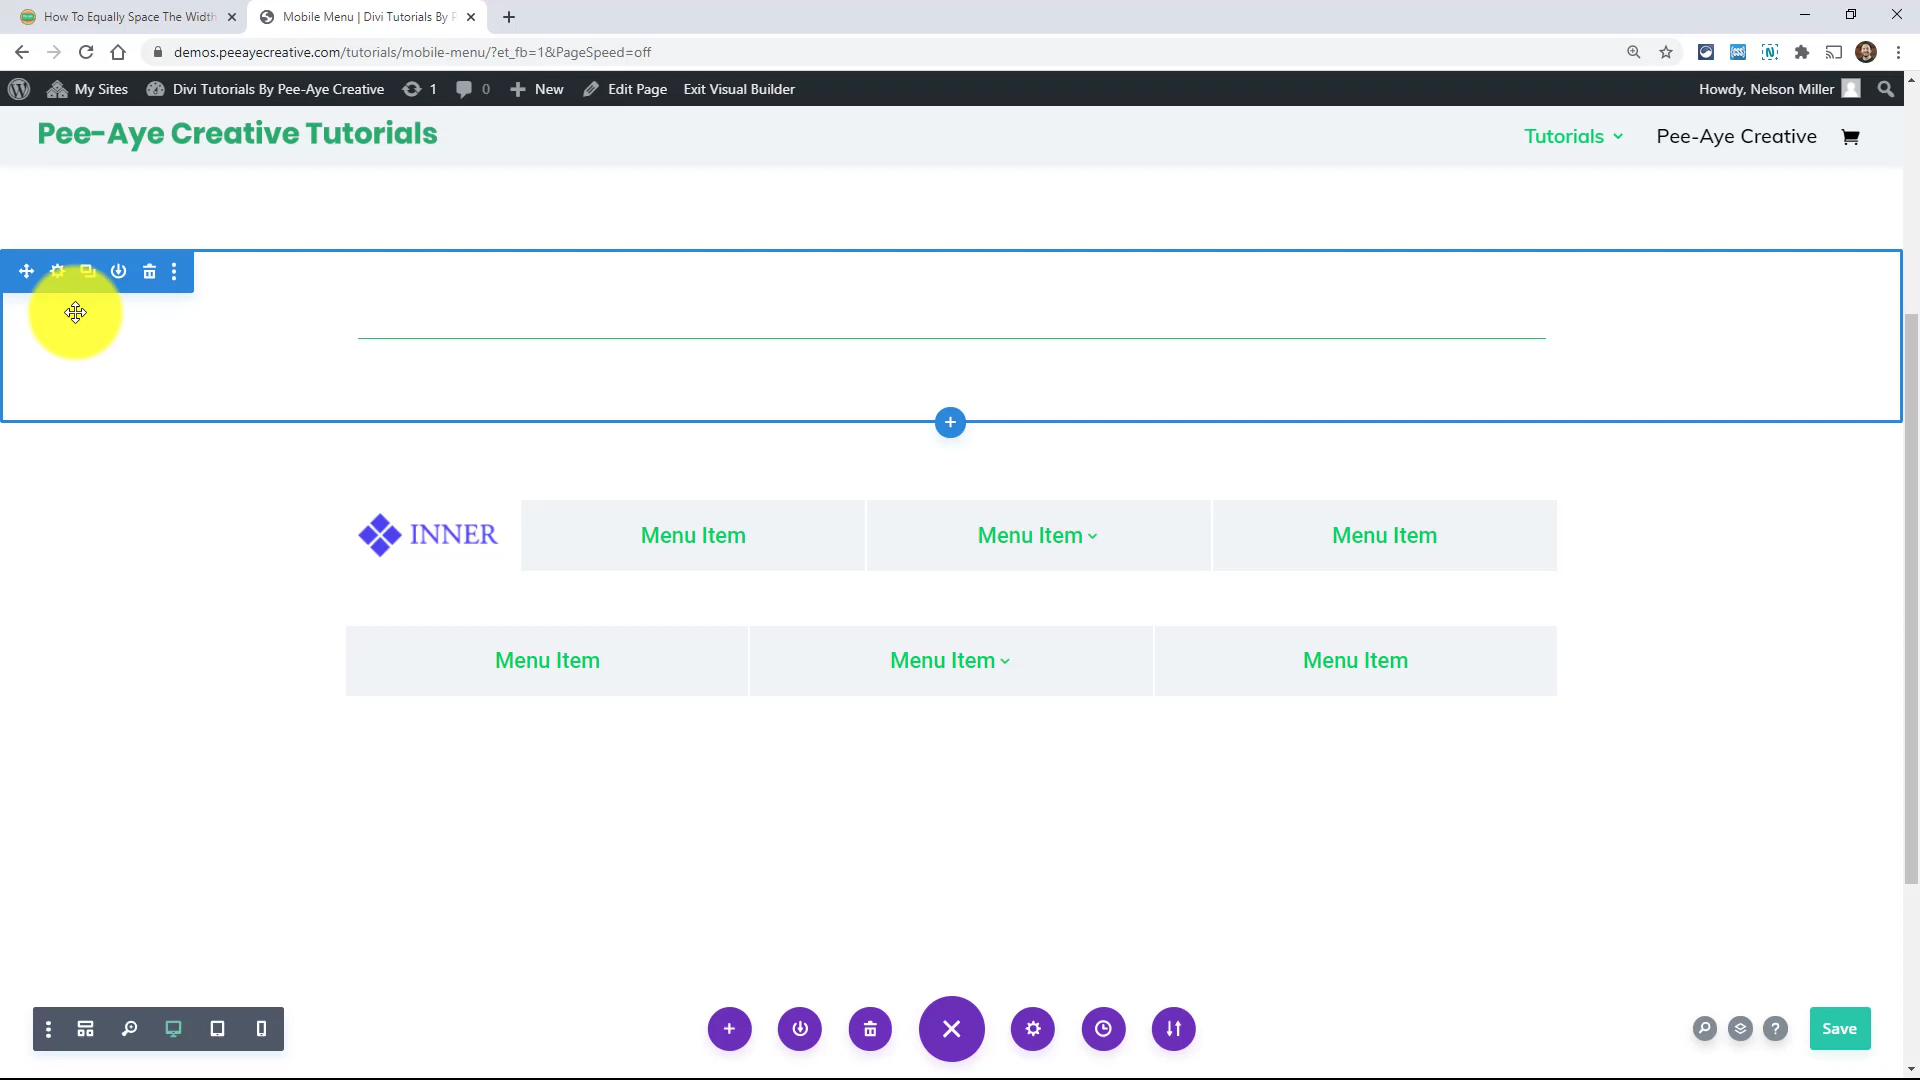 How To Equally Space The Width
Mobile Menu | Divi Tutorials By P
demos.peeayecreative.com/tutorials/mobile-menu/?et_fb=1&PageSpeed=off
My Sites Divi Tutorials By Pee-Aye Creative 1 0 New Edit Page Exit Visual Builder Howdy, Nelson Miller
Pee-Aye Creative Tutorials
Tutorials Pee-Aye Creative
INNER Menu Item Menu Item Menu Item
Menu Item Menu Item Menu Item
Save